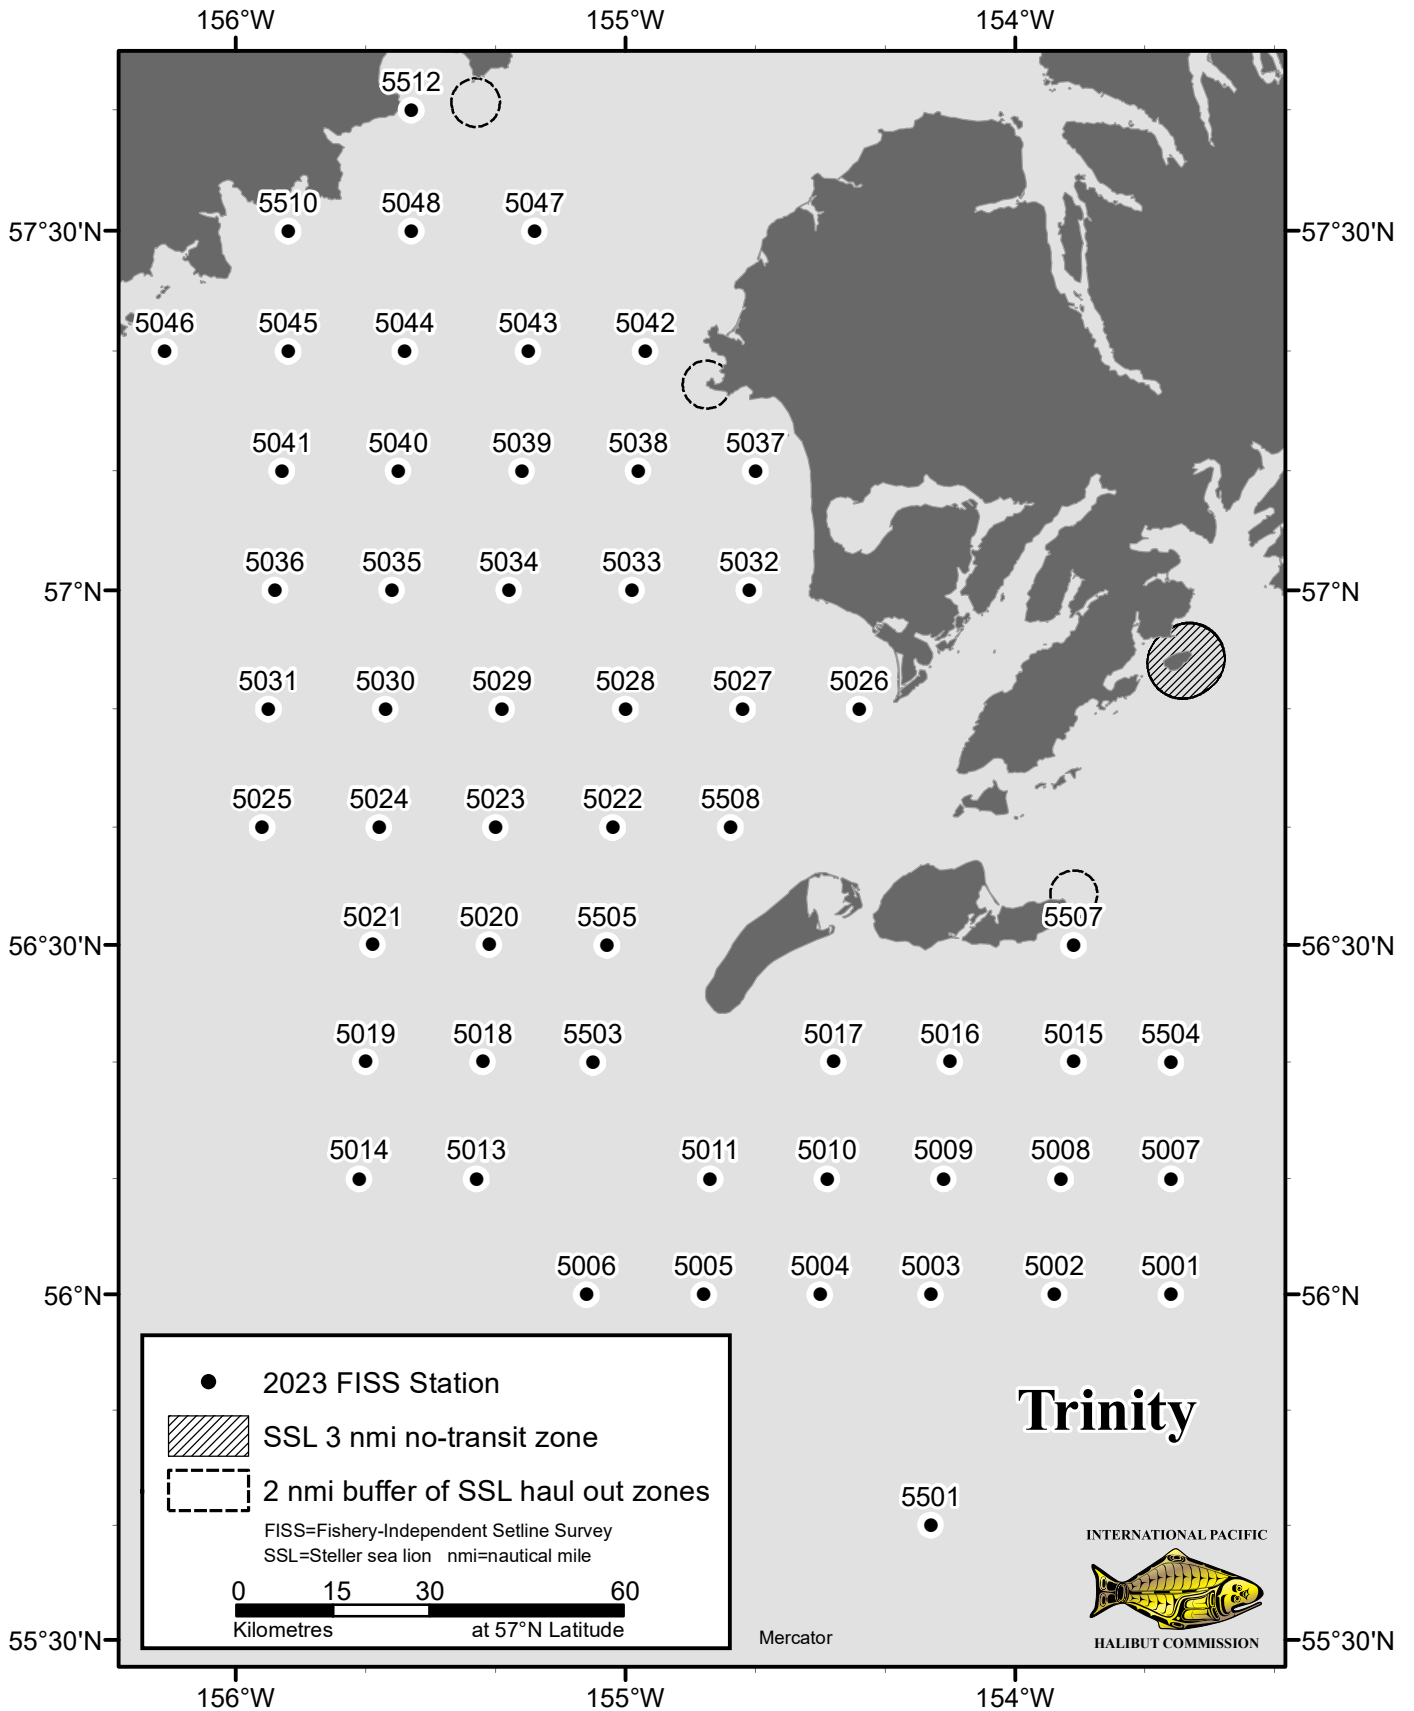 156°W 155°W 154°W
5512
5510 5048 5047
57°30'N 57°30'N
5046 5045 5044 5043 5042
5041 5040 5039 5038 5037
5036 5035 5034 5033 5032
57°N 57°N
5031 5030 5029 5028 5027 5026
5025 5024 5023 5022 5508
5021 5020 5505 5507
56°30'N 56°30'N
5019 5018 5503 5017 5016 5015 5504
5014 5013 5011 5010 5009 5008 5007
5006 5005 5004 5003 5002 5001
56°N 56°N
2023 FISS Station
SSL 3 nmi no-transit zone
2 nmi buffer of SSL haul out zones
FISS=Fishery-Independent Setline Survey
SSL=Steller sea lion nmi=nautical mile
0 15 30 60
Kilometres at 57°N Latitude
Trinity
5501
Mercator
INTERNATIONAL PACIFIC
HALIBUT COMMISSION
55°30'N 55°30'N
156°W 155°W 154°W